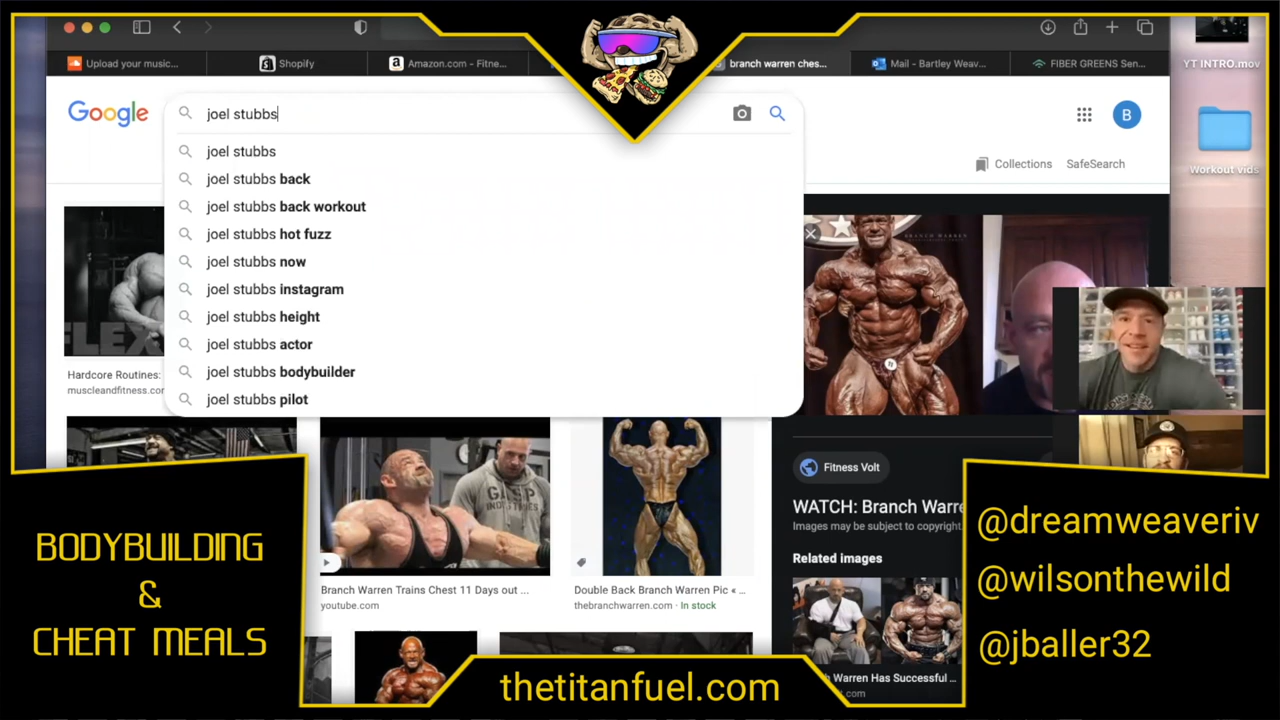 Upload your music...
Shopify
Amazon.com - Fitne...
branch warren ches...
Mail - Bartley Weav...
FIBER GREENS Sen...
YT INTRO.mov
Google
joel stubbs
B
Collections
SafeSearch
Workout vids
joel stubbs
joel stubbs back
joel stubbs back workout
joel stubbs hot fuzz
joel stubbs now
joel stubbs instagram
joel stubbs height
joel stubbs actor
joel stubbs bodybuilder
joel stubbs pilot
BRANCH WARREN
FLEX
Hardcore Routines:
muscleandfitness.com
Fitness Volt
WATCH: Branch Warre
Images may be subject to copyright
Related images
GASP
Branch Warren Trains Chest 11 Days out ...
youtube.com
Double Back Branch Warren Pic « ...
thebranchwarren.com · In stock
h Warren Has Successful ...
.com
BODYBUILDING
&
CHEAT MEALS
@dreamweaveriv
@wilsonthewild
@jballer32
thetitanfuel.com